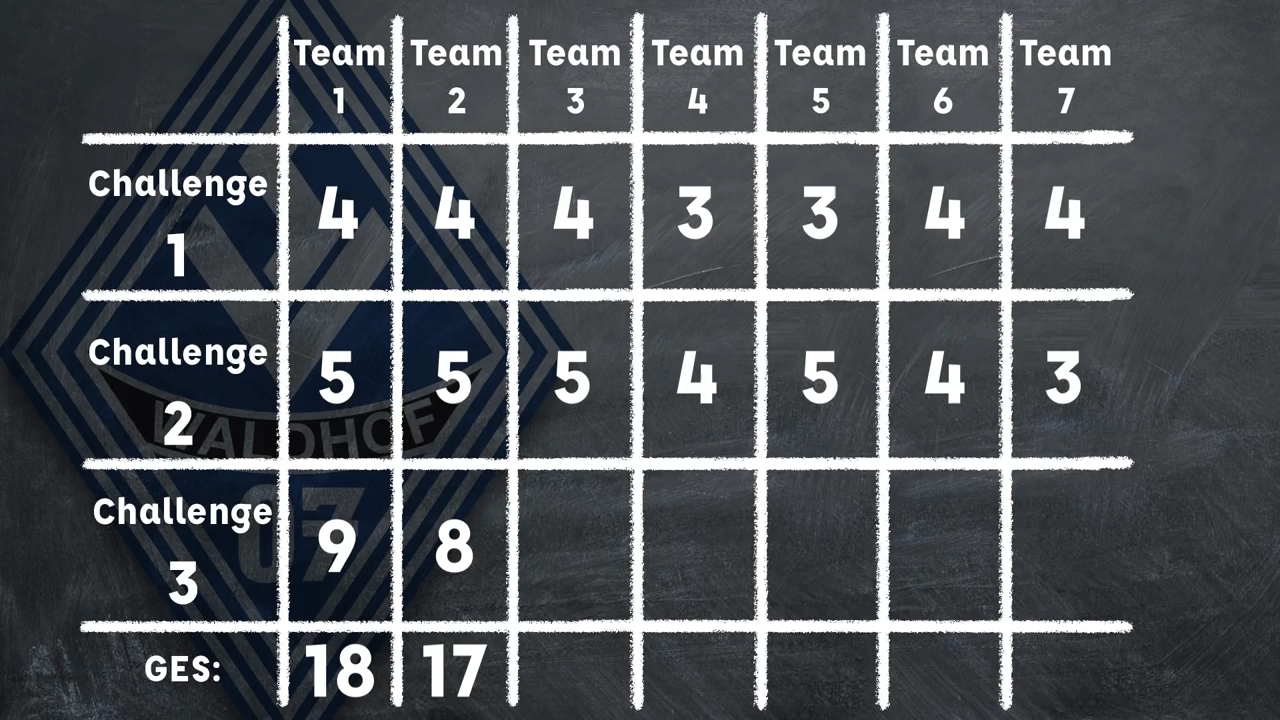 Team 1 Team 2 Team 3 Team 4 Team 5 Team 6 Team 7
Challenge 1 4 4 4 3 3 4 4
Challenge 2 5 5 5 4 5 4 3
Challenge 3 9 8
GES: 18 17
WALDHOF
07